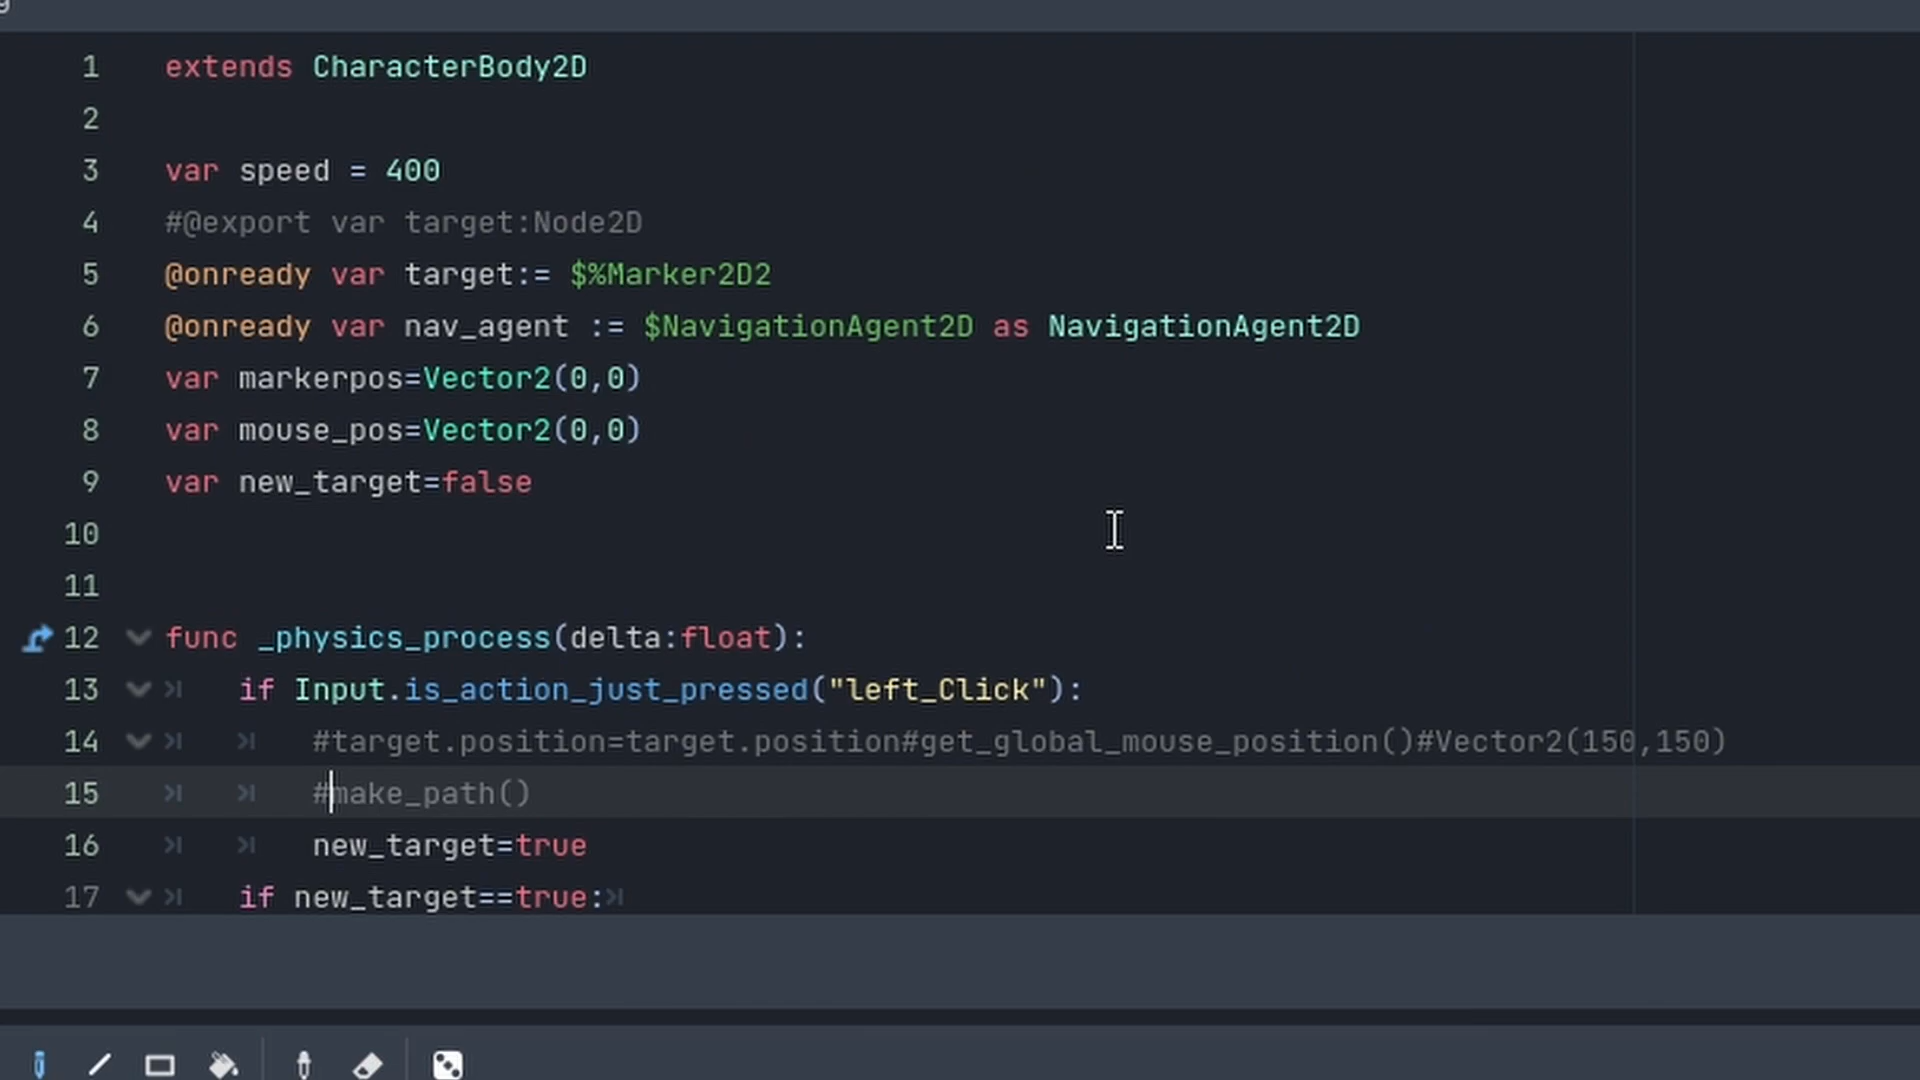 1 extends CharacterBody2D
2
3 var speed = 400
4 #@export var target:Node2D
5 @onready var target:= $%Marker2D2
6 @onready var nav_agent := $NavigationAgent2D as NavigationAgent2D
7 var markerpos=Vector2(0,0)
8 var mouse_pos=Vector2(0,0)
9 var new_target=false
10
11
12 func _physics_process(delta:float):
13 if Input.is_action_just_pressed("left_Click"):
14 #target.position=target.position#get_global_mouse_position()#Vector2(150,150)
15 #make_path()
16 new_target=true
17 if new_target==true: